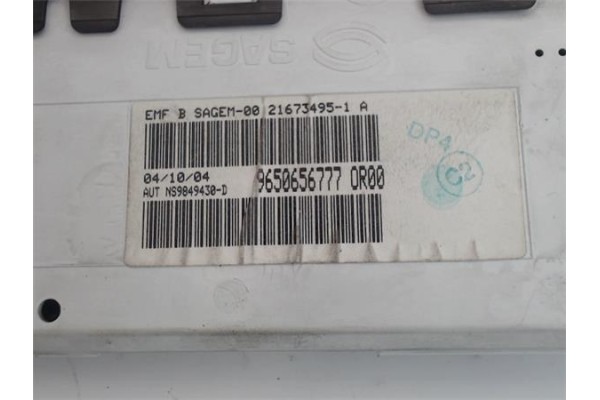 SAGEM
EMF B SAGEM-00 21673495-1 A
04/10/04
9650656777 0R00
AUT NS9849430-D
DP4
C2